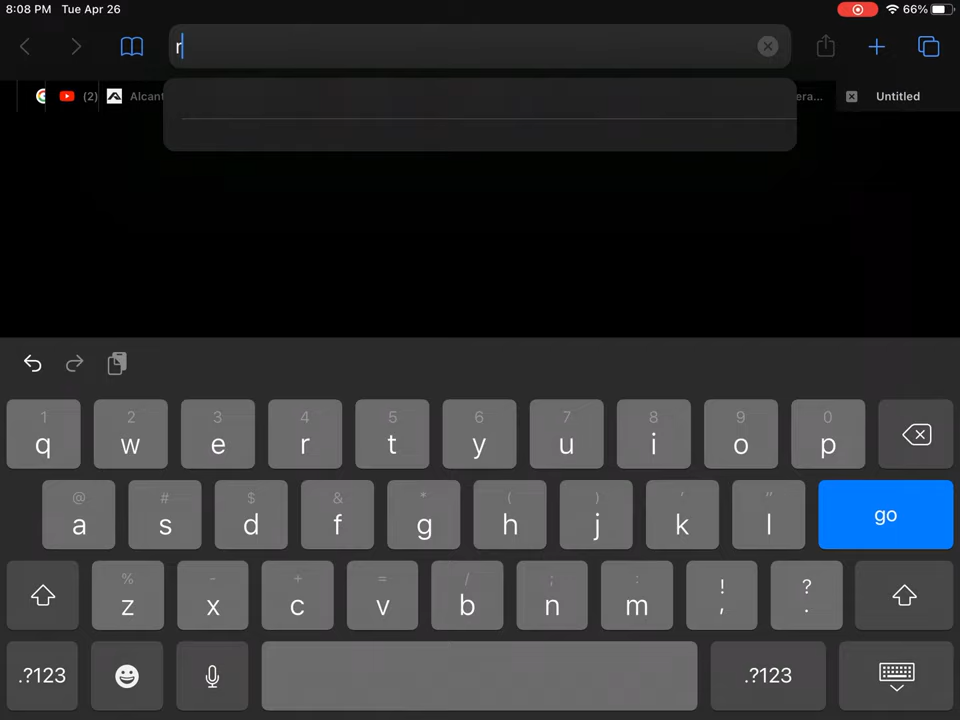 8:08 PM Tue Apr 26
66%
r
(2)
Alcant
era...
Untitled
1 2 3 4 5 6 7 8 9 0
q w e r t y u i o p
@ # $ & * ( ) ' "
a s d f g h j k l go
% - + = / ; : ! ?
z x c v b n m , .
.?123 .?123